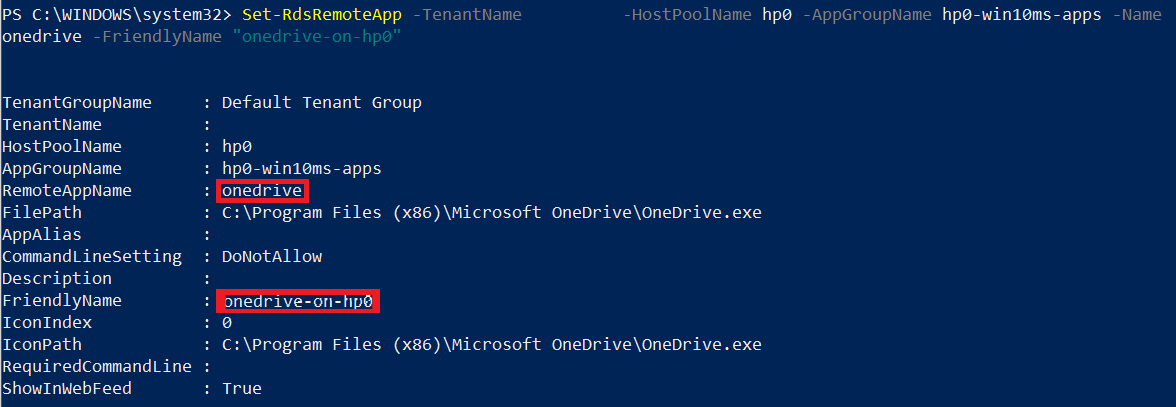 PS C:\WINDOWS\system32> Set-RdsRemoteApp -TenantName -HostPoolName hp0 -AppGroupName hp0-win10ms-apps -Name
onedrive -FriendlyName "onedrive-on-hp0"
TenantGroupName : Default Tenant Group
TenantName :
HostPoolName : hp0
AppGroupName : hp0-win10ms-apps
RemoteAppName : onedrive
FilePath : C:\Program Files (x86)\Microsoft OneDrive\OneDrive.exe
AppAlias :
CommandLineSetting : DoNotAllow
Description :
FriendlyName : onedrive-on-hp0
IconIndex : 0
IconPath : C:\Program Files (x86)\Microsoft OneDrive\OneDrive.exe
RequiredCommandLine :
ShowInWebFeed : True